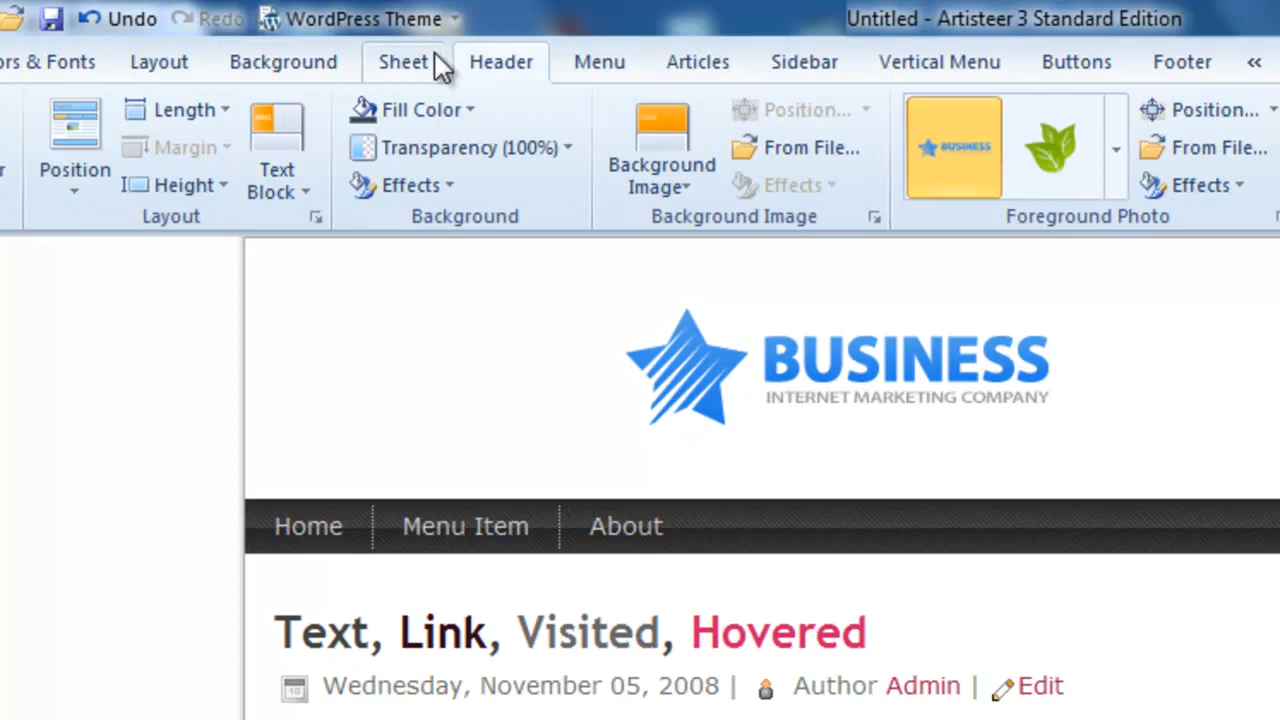 Undo Redo WordPress Theme Untitled - Artisteer 3 Standard Edition
rs & Fonts Layout Background Sheet Header Menu Articles Sidebar Vertical Menu Buttons Footer «
Length Fill Color Position... BUSINESS Position...
Position Margin Text Block Transparency (100%) Background Image From File... From File...
Height Effects Effects Effects
Layout Background Background Image Foreground Photo
BUSINESS
INTERNET MARKETING COMPANY
Home Menu Item About
Text, Link, Visited, Hovered
10 Wednesday, November 05, 2008 | Author Admin | Edit